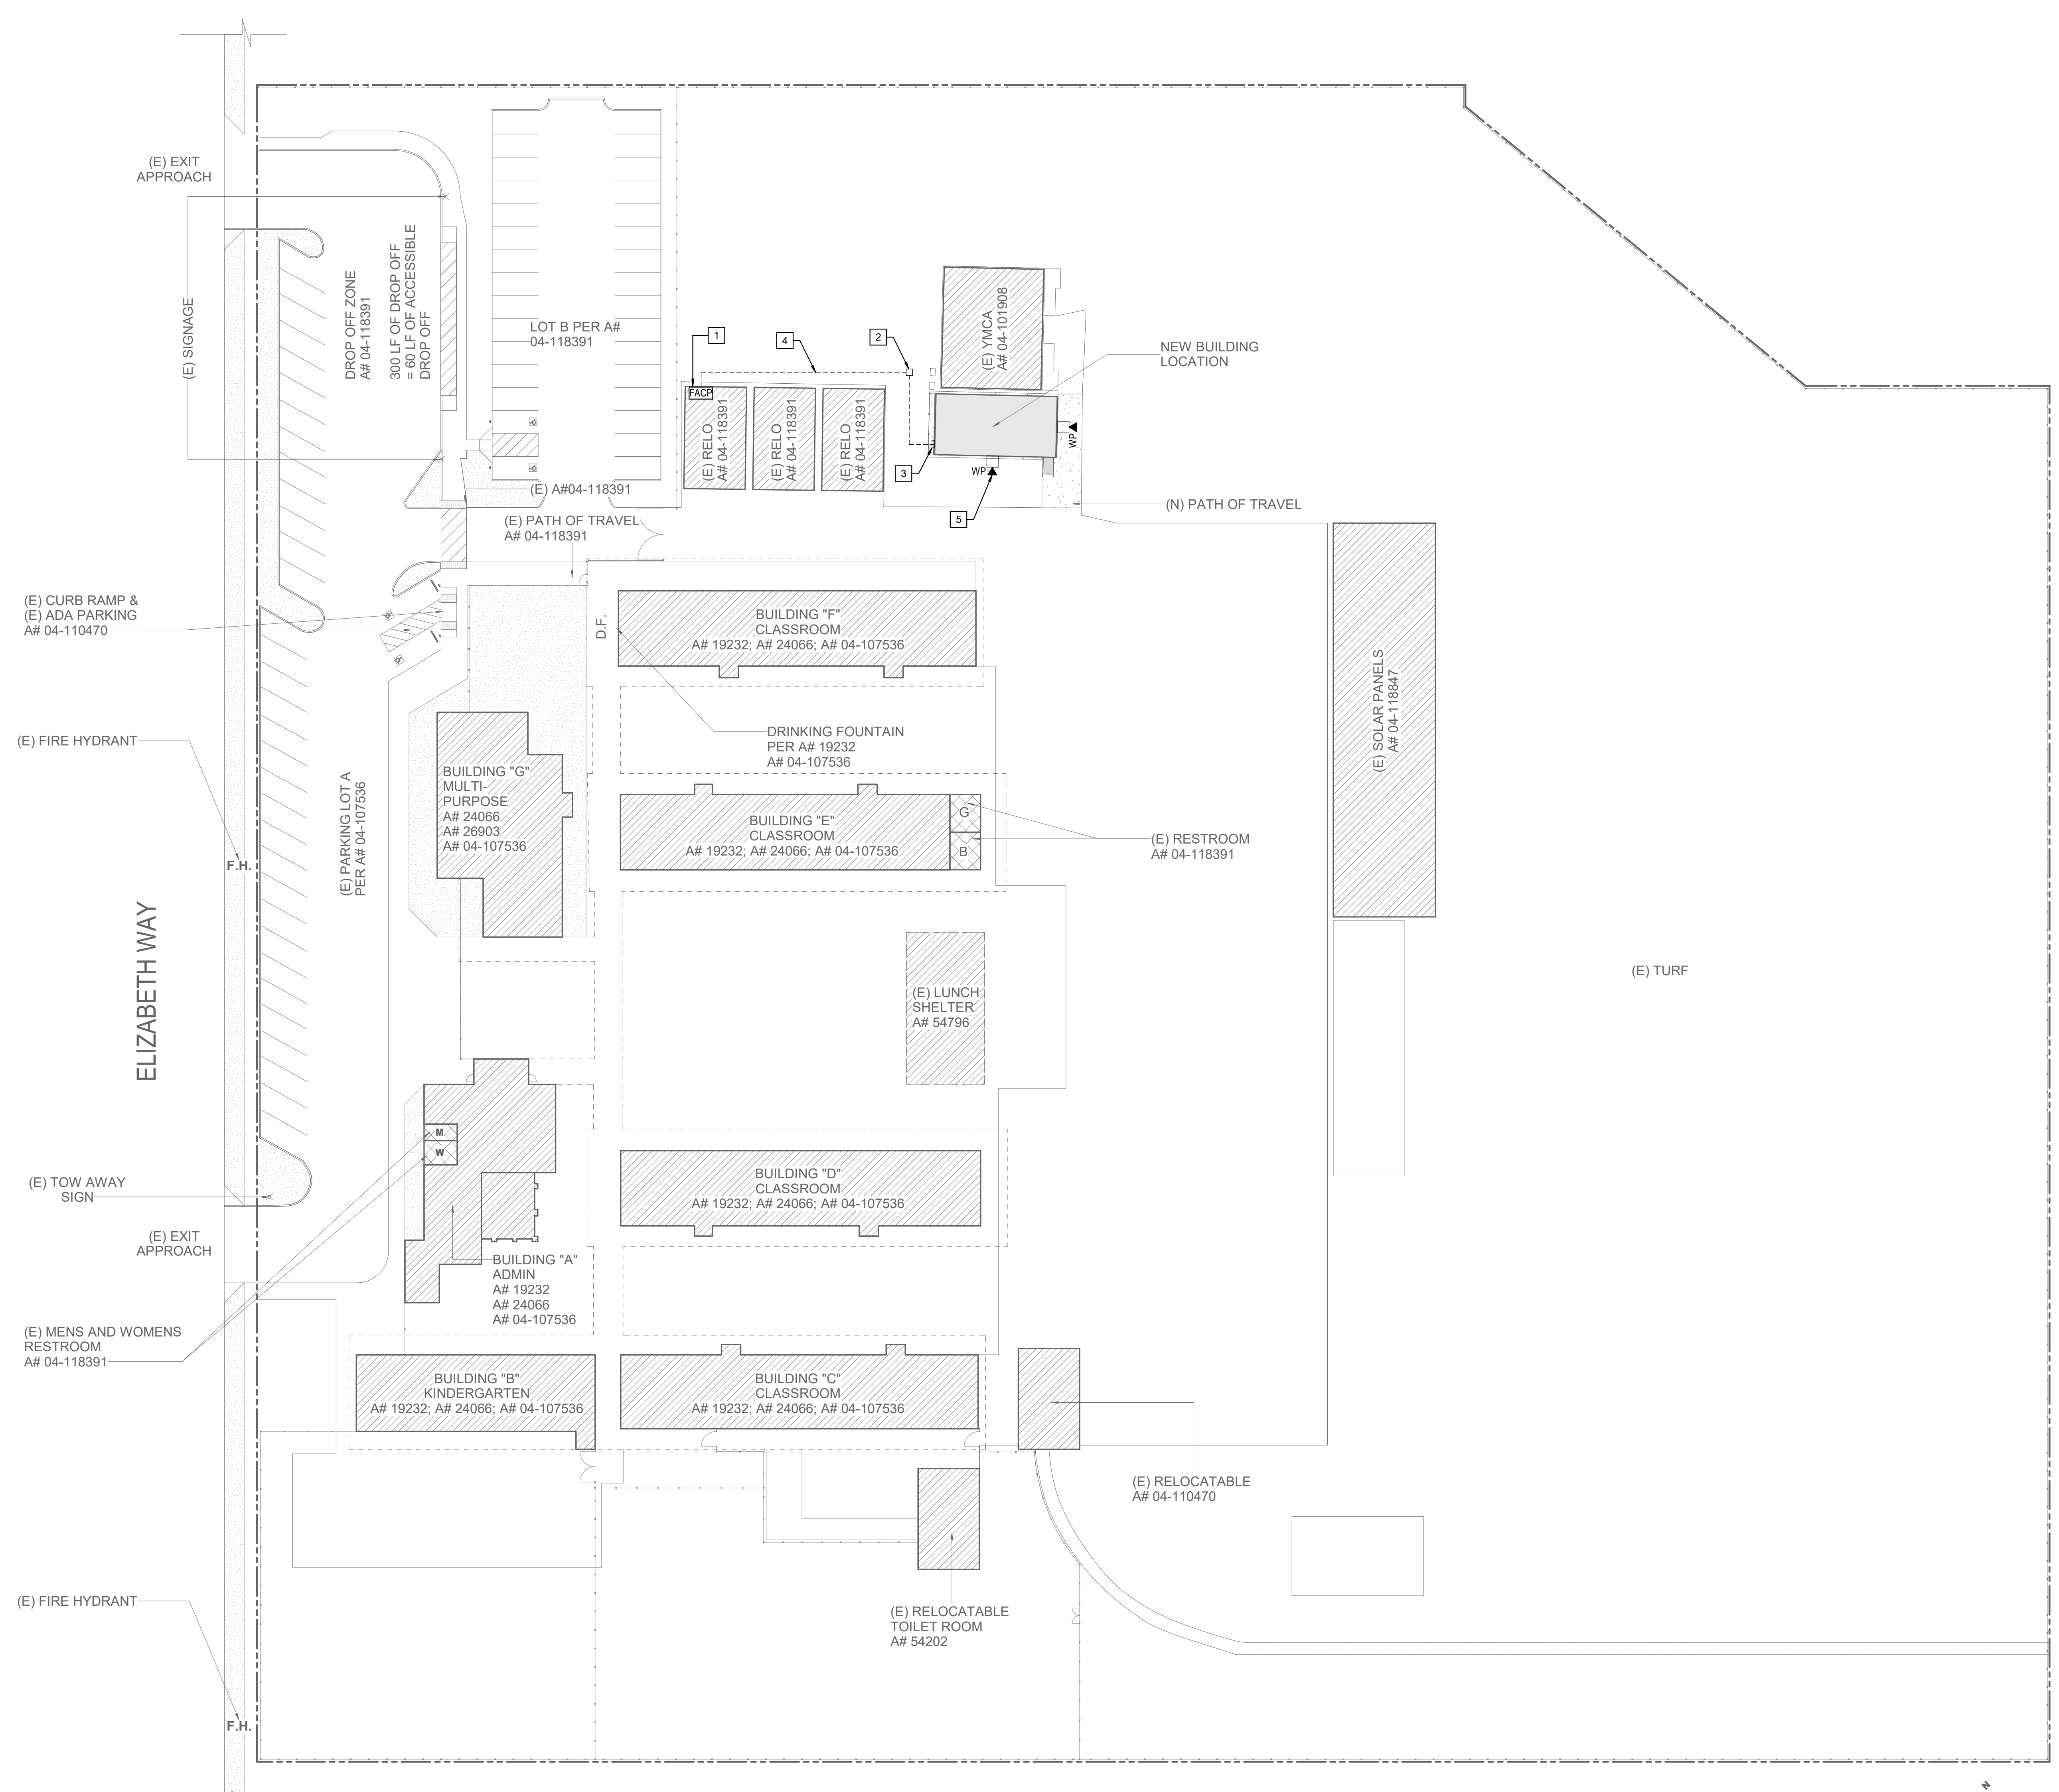 (E) EXIT
APPROACH
(E) SIGNAGE
DROP OFF ZONE
A# 04-118391
300 LF OF DROP OFF
= 60 LF OF ACCESSIBLE
DROP OFF
LOT B PER A#
04-118391
1
4
2
(E) YMCA
A# 04-101908
NEW BUILDING
LOCATION
FACP
(E) RELO
A# 04-118391
(E) RELO
A# 04-118391
(E) RELO
A# 04-118391
3
WP
WP
5
(N) PATH OF TRAVEL
(E) A#04-118391
(E) PATH OF TRAVEL
A# 04-118391
(E) CURB RAMP &
(E) ADA PARKING
A# 04-110470
D.F.
BUILDING "F"
CLASSROOM
A# 19232; A# 24066; A# 04-107536
(E) SOLAR PANELS
A# 04-118847
(E) FIRE HYDRANT
DRINKING FOUNTAIN
PER A# 19232
A# 04-107536
(E) PARKING LOT A
PER A# 04-107536
BUILDING "G"
MULTI-
PURPOSE
A# 24066
A# 26903
A# 04-107536
BUILDING "E"
CLASSROOM
A# 19232; A# 24066; A# 04-107536
G
B
(E) RESTROOM
A# 04-118391
F.H.
ELIZABETH WAY
(E) TURF
(E) LUNCH
SHELTER
A# 54796
M
W
(E) TOW AWAY
SIGN
BUILDING "D"
CLASSROOM
A# 19232; A# 24066; A# 04-107536
(E) EXIT
APPROACH
BUILDING "A"
ADMIN
A# 19232
A# 24066
A# 04-107536
(E) MENS AND WOMENS
RESTROOM
A# 04-118391
BUILDING "B"
KINDERGARTEN
A# 19232; A# 24066; A# 04-107536
BUILDING "C"
CLASSROOM
A# 19232; A# 24066; A# 04-107536
(E) RELOCATABLE
A# 04-110470
(E) FIRE HYDRANT
(E) RELOCATABLE
TOILET ROOM
A# 54202
F.H.
N